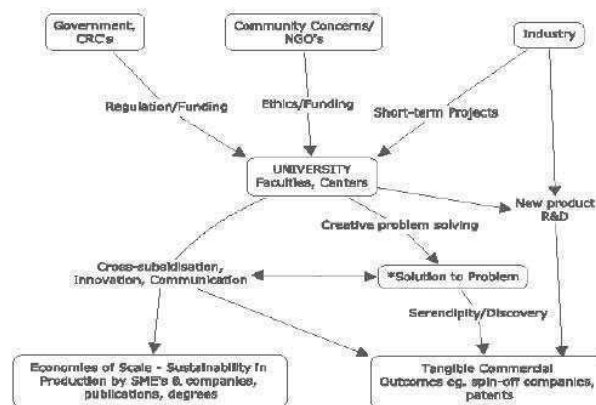 Government,
CRC's
Community Concerns/
NGO's
Industry
Regulation/Funding
Ethics/Funding
Short-term Projects
UNIVERSITY
Faculties, Centers
New product
R&D
Creative problem solving
Cross-subsidisation,
Innovation, Communication
*Solution to Problem
Serendipity/Discovery
Economies of Scale - Sustainability in
Production by SME's & companies,
publications, degrees
Tangible Commercial
Outcomes eg. spin-off companies,
patents